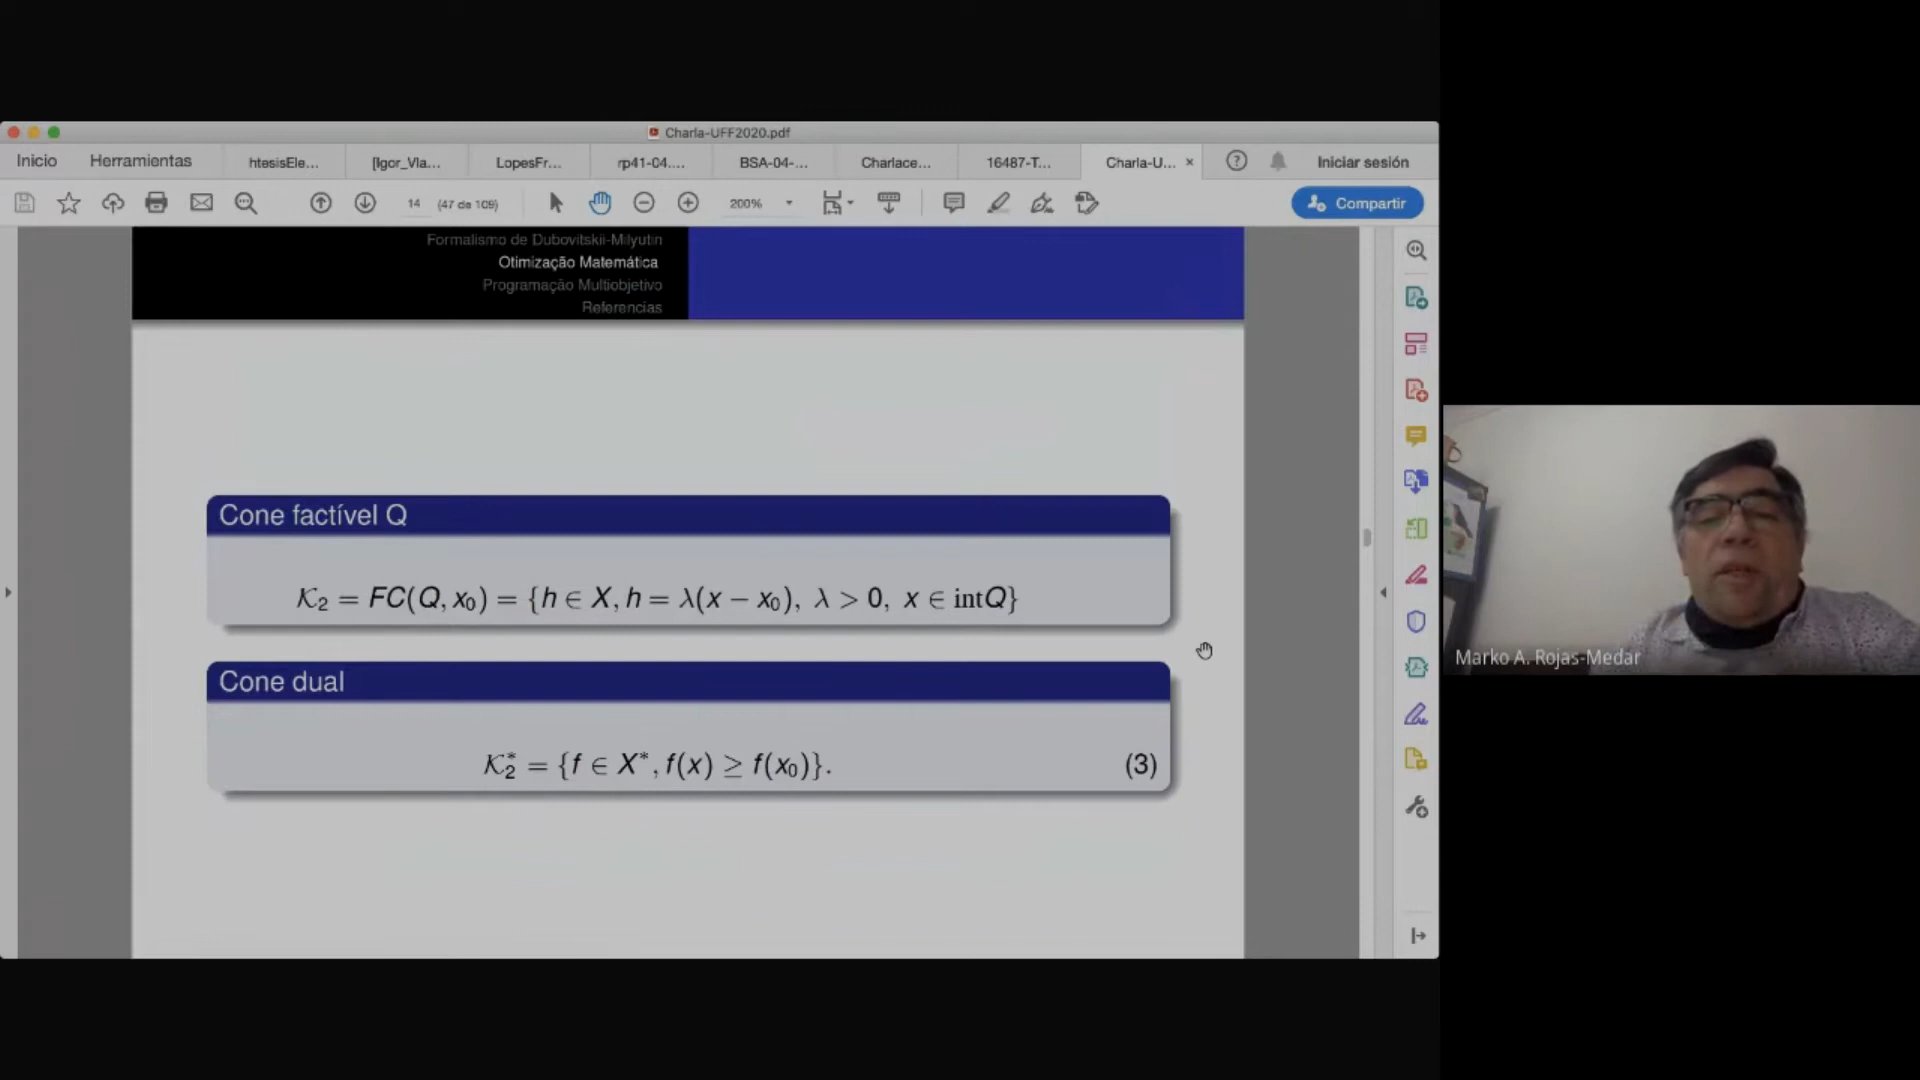 Charla-UFF2020.pdf
Inicio Herramientas htesisEle... [Igor_Vla... LopesFr... rp41-04.... BSA-04-... Charlace... 16487-T... Charla-U... × ? Iniciar sesión
14 (47 de 109) 200% Compartir
Formalismo de Dubovitskii-Milyutin
Otimização Matemática
Programação Multiobjetivo
Referencias
Cone factível Q
𝒦₂ = FC(Q, x₀) = {h ∈ X, h = λ(x − x₀), λ > 0, x ∈ intQ}
Cone dual
𝒦₂* = {f ∈ X*, f(x) ≥ f(x₀)}. (3)
Marko A. Rojas-Medar